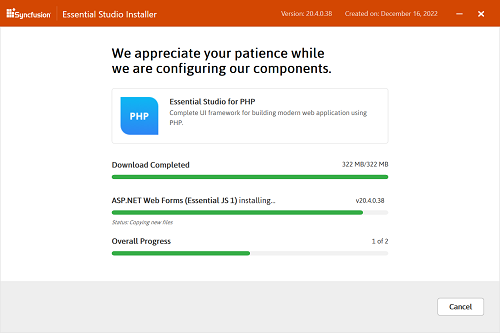 Syncfusion Essential Studio Installer Version: 20.4.0.38 Created on: December 16, 2022
We appreciate your patience while
we are configuring our components.
PHP
Essential Studio for PHP
Complete UI framework for building modern web application using
PHP.
Download Completed 322 MB/322 MB
ASP.NET Web Forms (Essential JS 1) installing... v20.4.0.38
Status: Copying new files
Overall Progress 1 of 2
Cancel